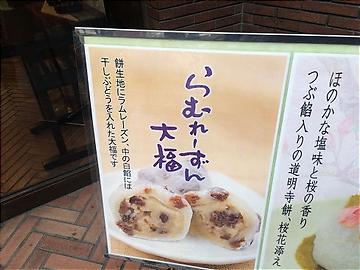 ほのかな塩味と桜の香り
つぶ餡入りの道明寺餅、桜花添え
らむれーずん
大福
餅生地にラムレーズン、中の白餡には
干しぶどうを入れた大福です